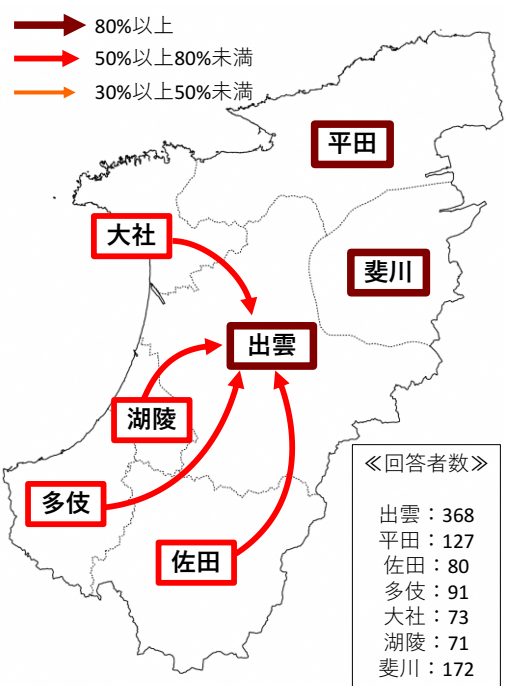 80%以上
50%以上80%未満
30%以上50%未満
平田
大社
斐川
出雲
湖陵
多伎
佐田
≪回答者数≫
出雲：368
平田：127
佐田：80
多伎：91
大社：73
湖陵：71
斐川：172